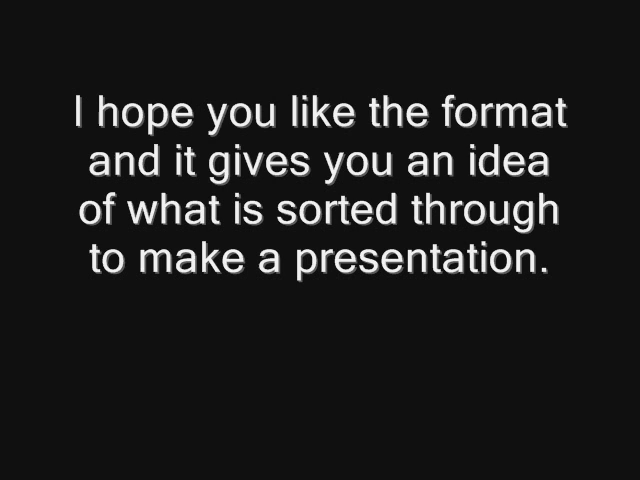 I hope you like the format
and it gives you an idea
of what is sorted through
to make a presentation.